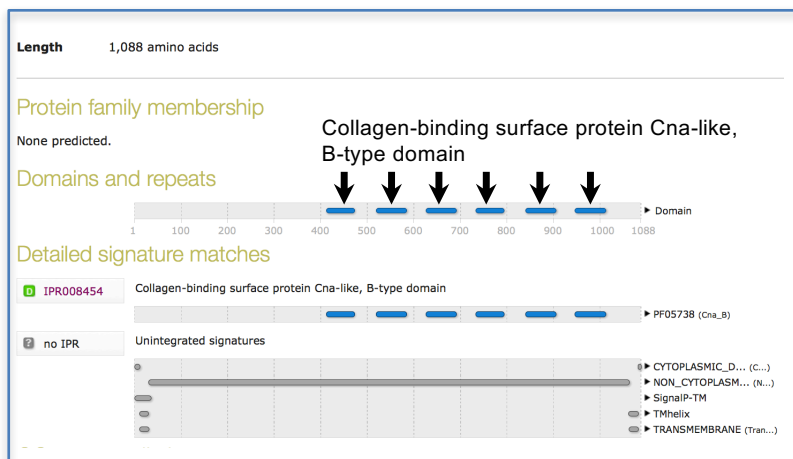 Length 1,088 amino acids
Protein family membership
None predicted.
Collagen-binding surface protein Cna-like,
B-type domain
Domains and repeats
Domain
1 100 200 300 400 500 600 700 800 900 1000 1088
Detailed signature matches
D IPR008454 Collagen-binding surface protein Cna-like, B-type domain
PF05738 (Cna_B)
? no IPR Unintegrated signatures
CYTOPLASMIC_D... (C...)
NON_CYTOPLASM... (N...)
SignalP-TM
TMhelix
TRANSMEMBRANE (Tran...)